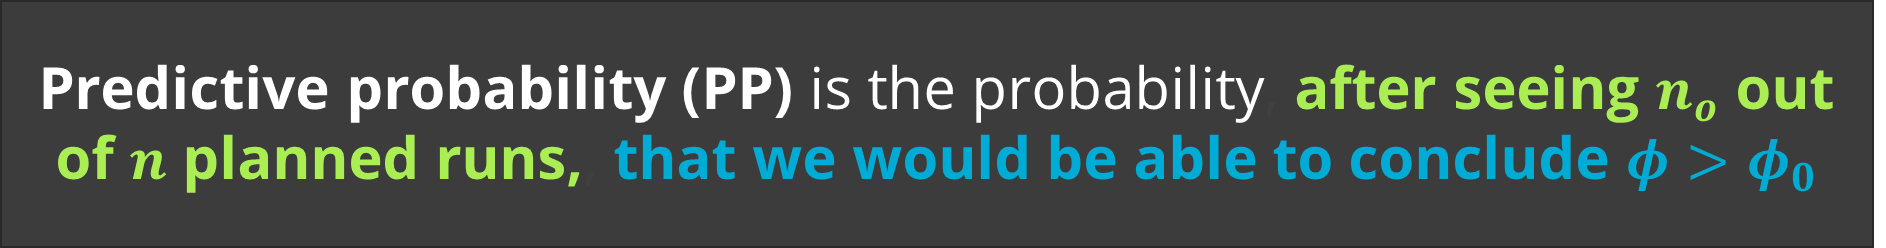 Predictive probability (PP) is the probability, after seeing nₒ out
of n planned runs, that we would be able to conclude ϕ > ϕ₀